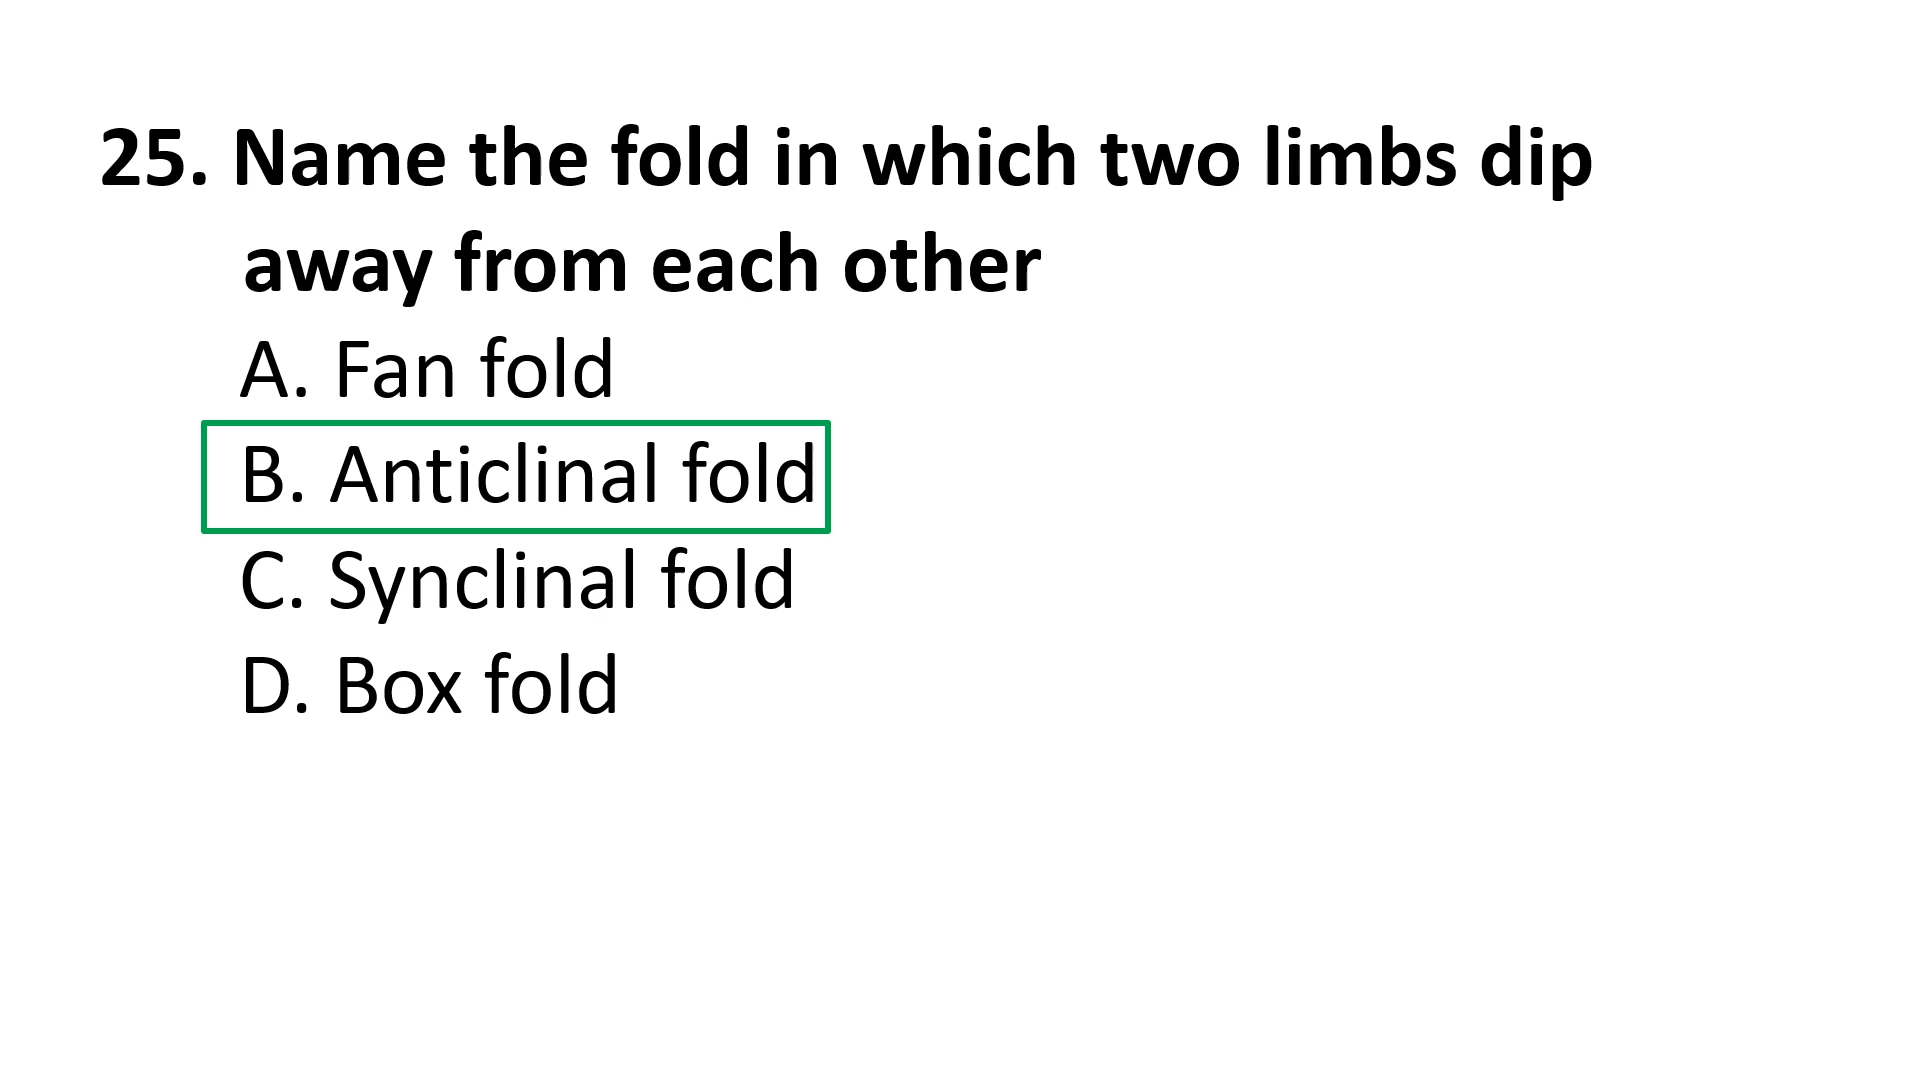 25. Name the fold in which two limbs dip
away from each other
A. Fan fold
B. Anticlinal fold
C. Synclinal fold
D. Box fold